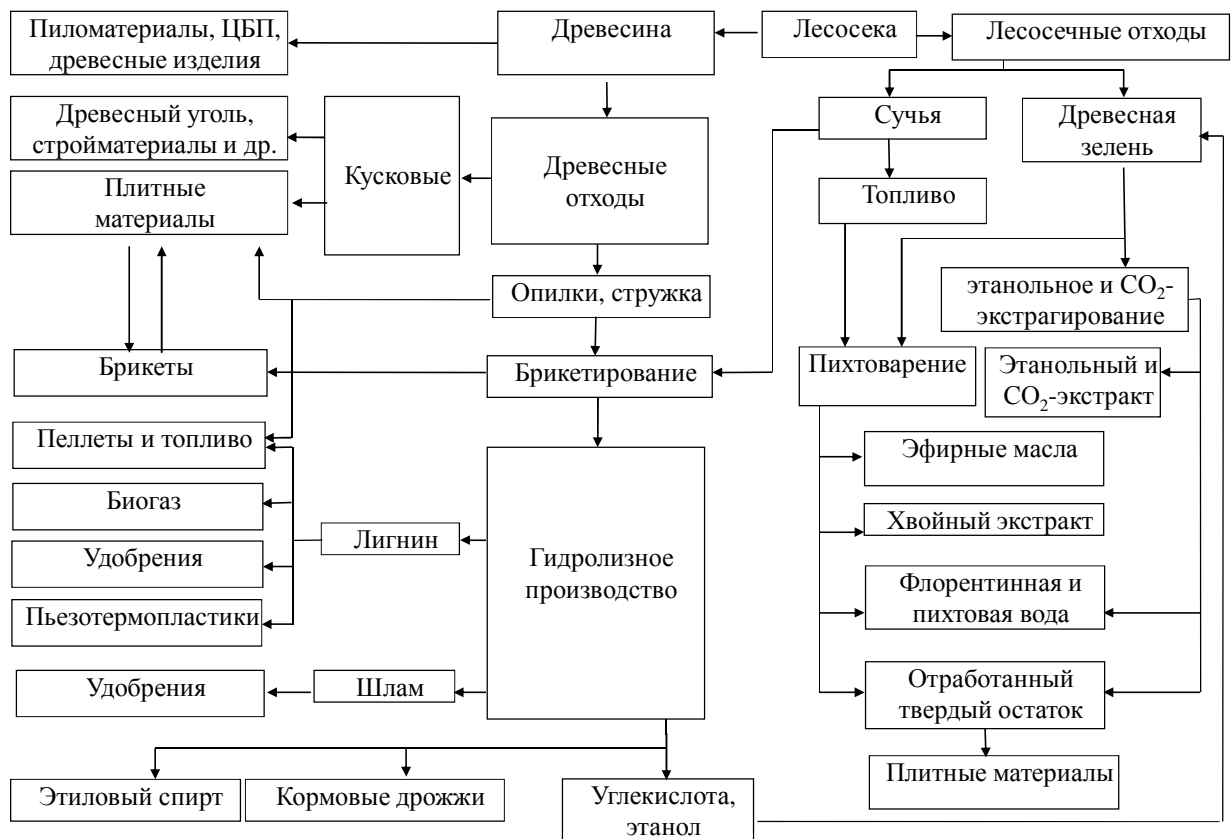 Пиломатериалы, ЦБП,
древесные изделия
Древесина
Лесосека
Лесосечные отходы
Древесный уголь,
стройматериалы и др.
Кусковые
Древесные
отходы
Сучья
Древесная
зелень
Плитные
материалы
Топливо
Опилки, стружка
этанольное и CO₂-
экстрагирование
Брикеты
Брикетирование
Пихтоварение
Этанольный и
CO₂-экстракт
Пеллеты и топливо
Эфирные масла
Биогаз
Хвойный экстракт
Лигнин
Гидролизное
производство
Удобрения
Флорентинная и
пихтовая вода
Пьезотермопластики
Удобрения
Шлам
Отработанный
твердый остаток
Плитные материалы
Этиловый спирт
Кормовые дрожжи
Углекислота,
этанол